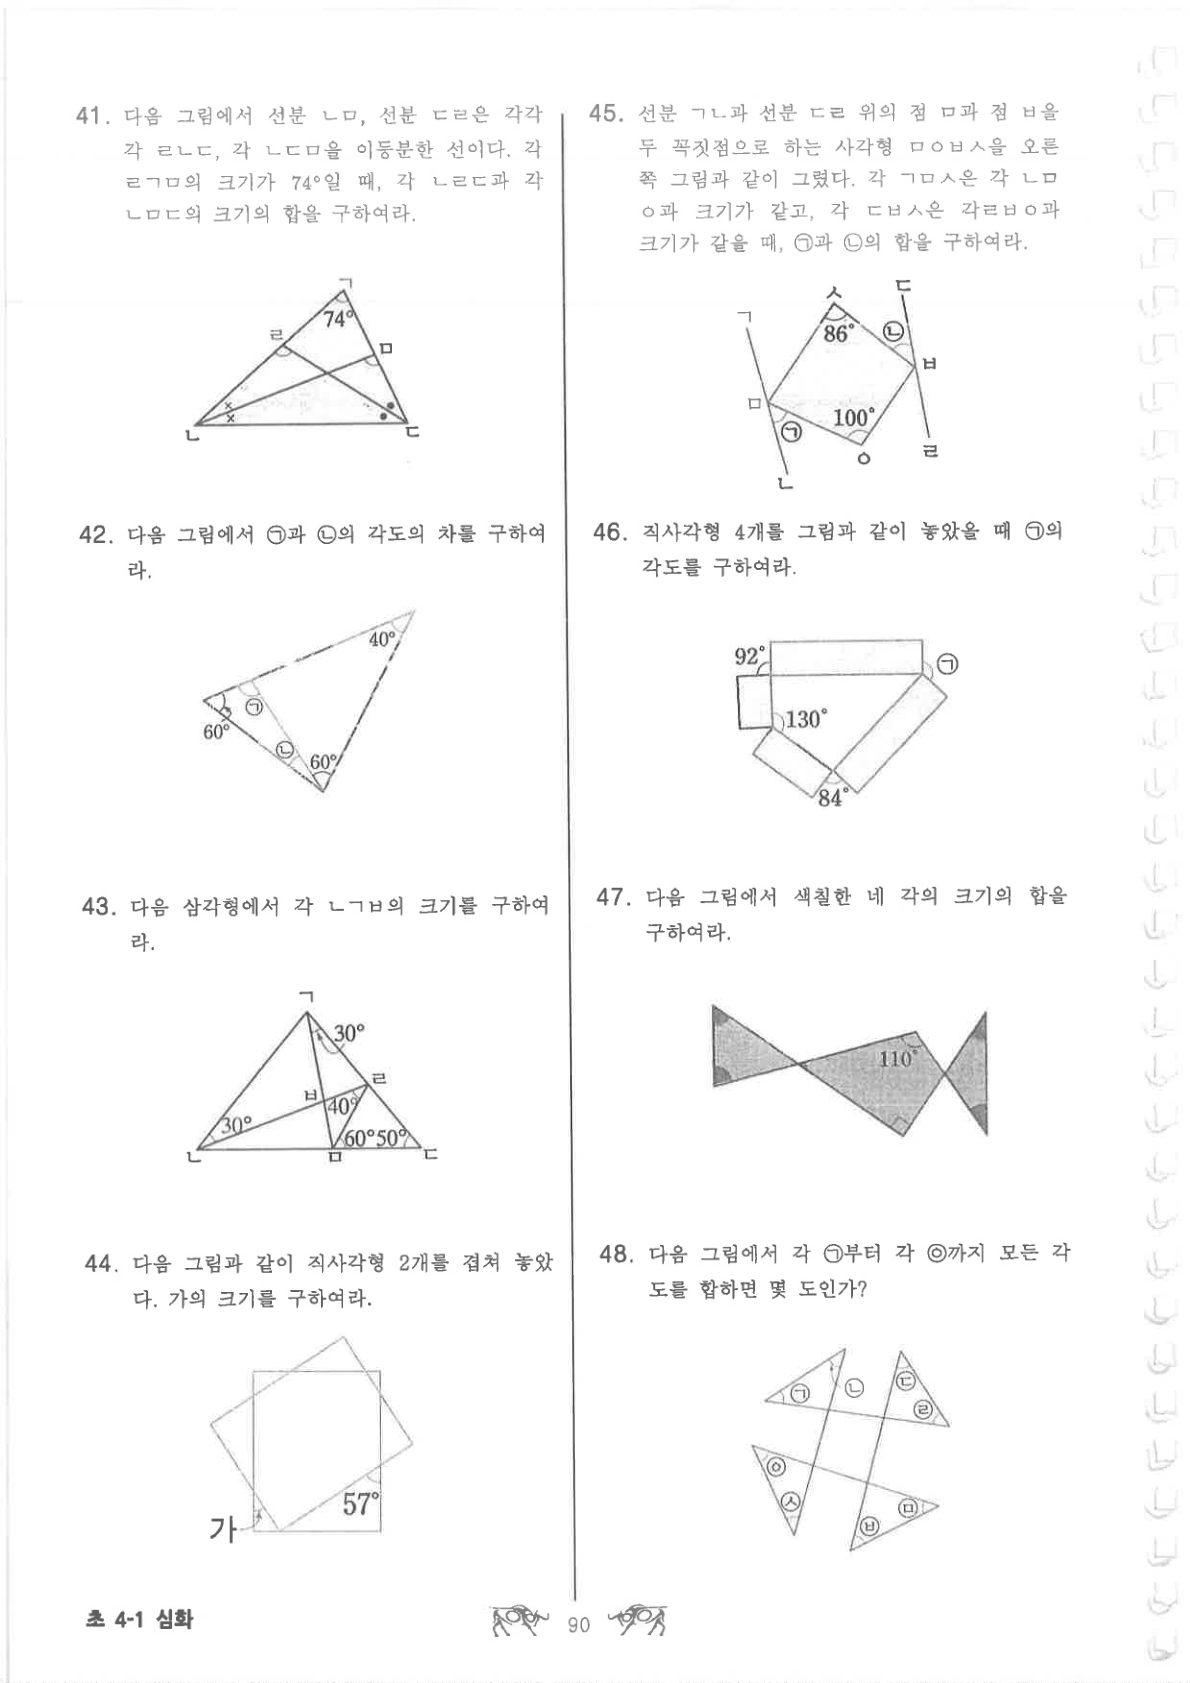 41. 다음 그림에서 선분 ㄴㅁ, 선분 ㄷㄹ은 각각
각 ㄹㄴㄷ, 각 ㄴㄷㅁ을 이등분한 선이다. 각
ㄹㄱㅁ의 크기가 74°일 때, 각 ㄴㄹㄷ과 각
ㄴㅁㄷ의 크기의 합을 구하여라.
ㄱ
74°
ㄹ
ㅁ
× ×
ㄴ
ㄷ
42. 다음 그림에서 ㉠과 ㉡의 각도의 차를 구하여
라.
40°
㉠
60°
㉡
60°
43. 다음 삼각형에서 각 ㄴㄱㅂ의 크기를 구하여
라.
ㄱ
30°
ㄹ
ㅂ
40°
30°
60° 50°
ㄴ
ㅁ
ㄷ
44. 다음 그림과 같이 직사각형 2개를 겹쳐 놓았
다. 가의 크기를 구하여라.
57°
가
45. 선분 ㄱㄴ과 선분 ㄷㄹ 위의 점 ㅁ과 점 ㅂ을
두 꼭짓점으로 하는 사각형 ㅁㅇㅂㅅ을 오른
쪽 그림과 같이 그렸다. 각 ㄱㅁㅅ은 각 ㄴㅁ
ㅇ과 크기가 같고, 각 ㄷㅂㅅ은 각ㄹㅂㅇ과
크기가 같을 때, ㉠과 ㉡의 합을 구하여라.
ㄷ
ㅅ
ㄱ
86°
㉡
ㅂ
ㅁ
100°
㉠
ㄹ
ㅇ
ㄴ
46. 직사각형 4개를 그림과 같이 놓았을 때 ㉠의
각도를 구하여라.
92°
㉠
130°
84°
47. 다음 그림에서 색칠한 네 각의 크기의 합을
구하여라.
110°
48. 다음 그림에서 각 ㉠부터 각 ㉧까지 모든 각
도를 합하면 몇 도인가?
㉠
㉡
㉢
㉣
㉧
㉦
㉤
㉥
초 4-1 심화
90